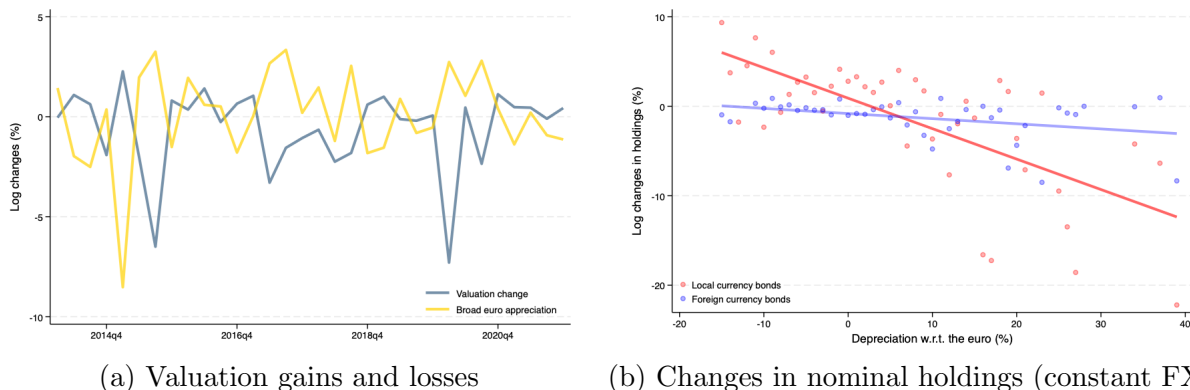 5
0
-5
-10
Log changes (%)
2014q4
2016q4
2018q4
2020q4
Valuation change
Broad euro appreciation
(a) Valuation gains and losses
10
0
-10
-20
Log changes in holdings (%)
Local currency bonds
Foreign currency bonds
-20
-10
0
10
20
30
40
Depreciation w.r.t. the euro (%)
(b) Changes in nominal holdings (constant FX